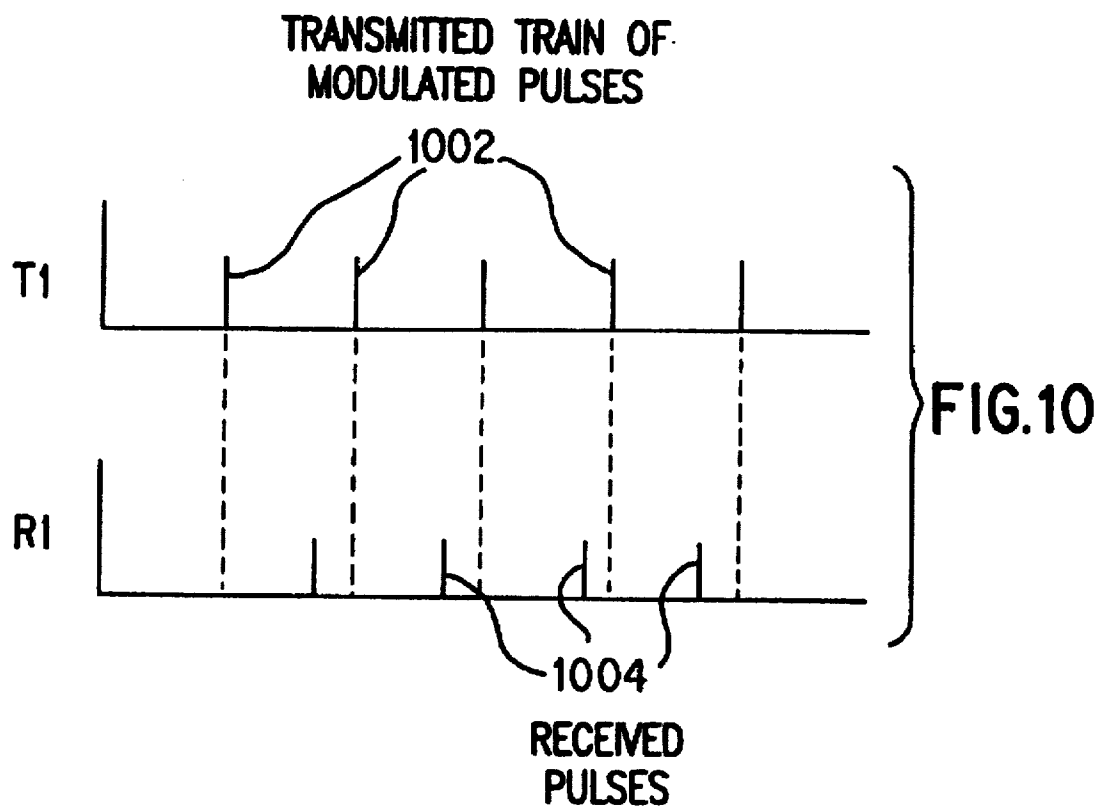 TRANSMITTED TRAIN OF
MODULATED PULSES
1002
T1
FIG.10
R1
1004
RECEIVED
PULSES